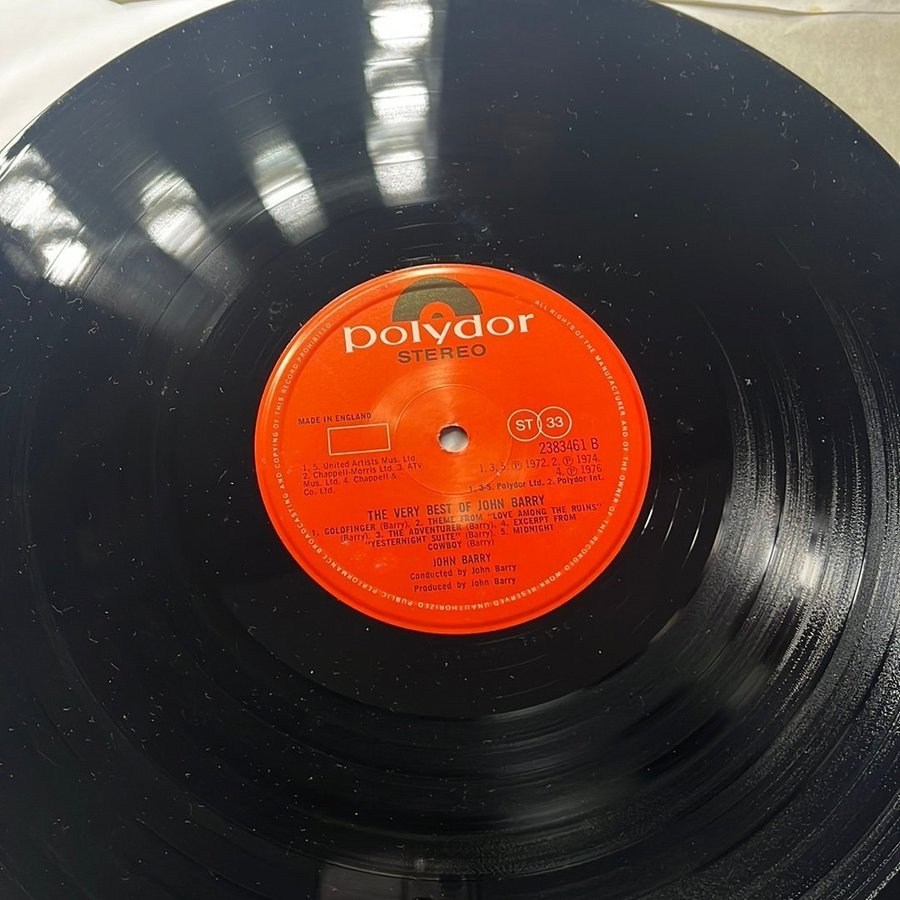 polydor
STEREO
ALL RIGHTS OF THE MANUFACTURER AND OF THE OWNER OF THE RECORDED WORK RESERVED UNAUTHORIZED PUBLIC PERFORMANCE BROADCASTING AND COPYING OF THIS RECORD PROHIBITED
MADE IN ENGLAND
ST 33
2383461 B
1, 5. United Artists Mus. Ltd.
2. Chappell-Morris Ltd. 3. ATV
Mus. Ltd. 4. Chappell &
Co. Ltd.
1, 3, 5. ℗ 1972. 2. ℗ 1974.
4. ℗ 1976
1, 3-5. Polydor Ltd. 2. Polydor Int.
THE VERY BEST OF JOHN BARRY
1. GOLDFINGER (Barry). 2. THEME FROM "LOVE AMONG THE RUINS"
(Barry). 3. THE ADVENTURER (Barry). 4. EXCERPT FROM
"YESTERNIGHT SUITE" (Barry). 5. MIDNIGHT
COWBOY (Barry)
JOHN BARRY
Conducted by John Barry
Produced by John Barry